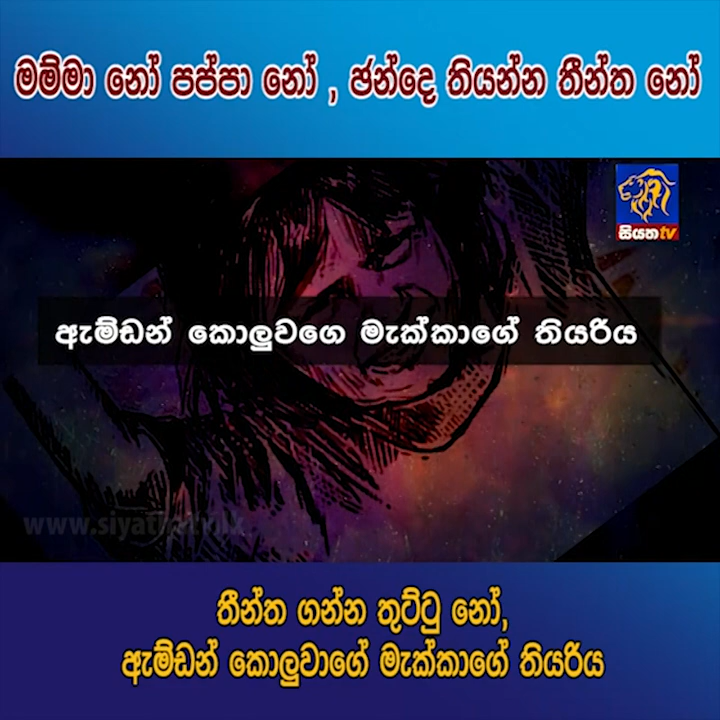 මම්මා නෝ පප්පා නෝ , ඡන්දෙ තියන්න තීන්ත නෝ
සියත tv
ඇම්ඩන් කොලුවගෙ මැක්කාගේ තියරිය
තීන්ත ගන්න තුට්ටු නෝ,
ඇම්ඩන් කොලුවාගේ මැක්කාගේ තියරිය